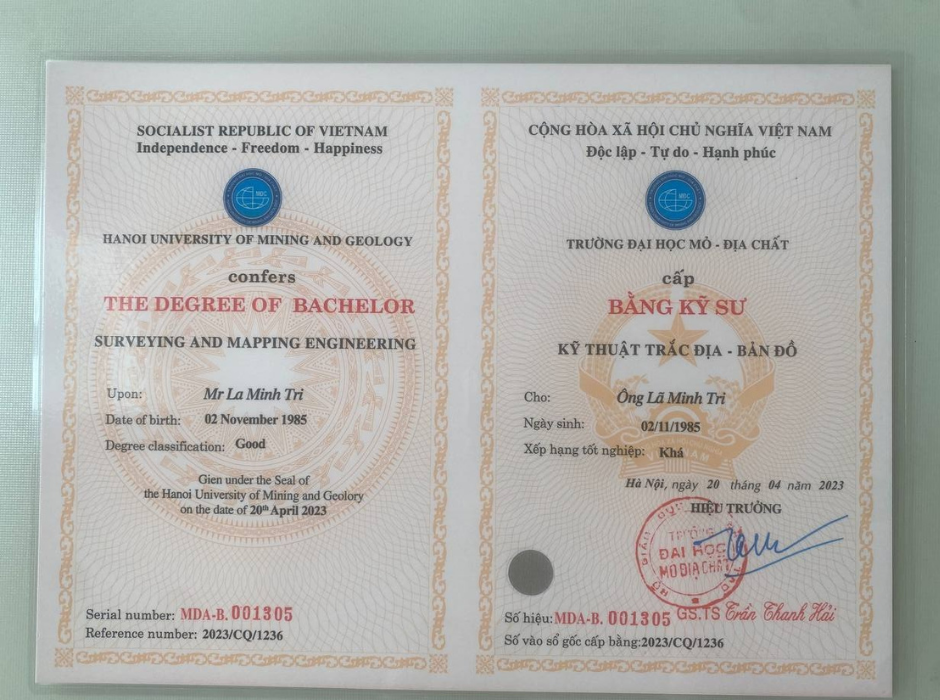 SOCIALIST REPUBLIC OF VIETNAM
Independence - Freedom - Happiness
HANOI UNIVERSITY OF MINING AND GEOLOGY
confers
THE DEGREE OF BACHELOR
SURVEYING AND MAPPING ENGINEERING
Upon: Mr La Minh Tri
Date of birth: 02 November 1985
Degree classification: Good
Gien under the Seal of
the Hanoi University of Mining and Geolory
on the date of 20th April 2023
Serial number: MDA-B. 001305
Reference number: 2023/CQ/1236
CỘNG HÒA XÃ HỘI CHỦ NGHĨA VIỆT NAM
Độc lập - Tự do - Hạnh phúc
TRƯỜNG ĐẠI HỌC MỎ - ĐỊA CHẤT
cấp
BẰNG KỸ SƯ
KỸ THUẬT TRẮC ĐỊA - BẢN ĐỒ
Cho: Ông Lã Minh Trì
Ngày sinh: 02/11/1985
Xếp hạng tốt nghiệp: Khá
Hà Nội, ngày 20 tháng 04 năm 2023
HIỆU TRƯỞNG
TRƯỜNG
ĐẠI HỌC
MỎ ĐỊA CHẤT
GS.TS Trần Thanh Hải
Số hiệu: MDA-B. 001305
Số vào sổ gốc cấp bằng:2023/CQ/1236